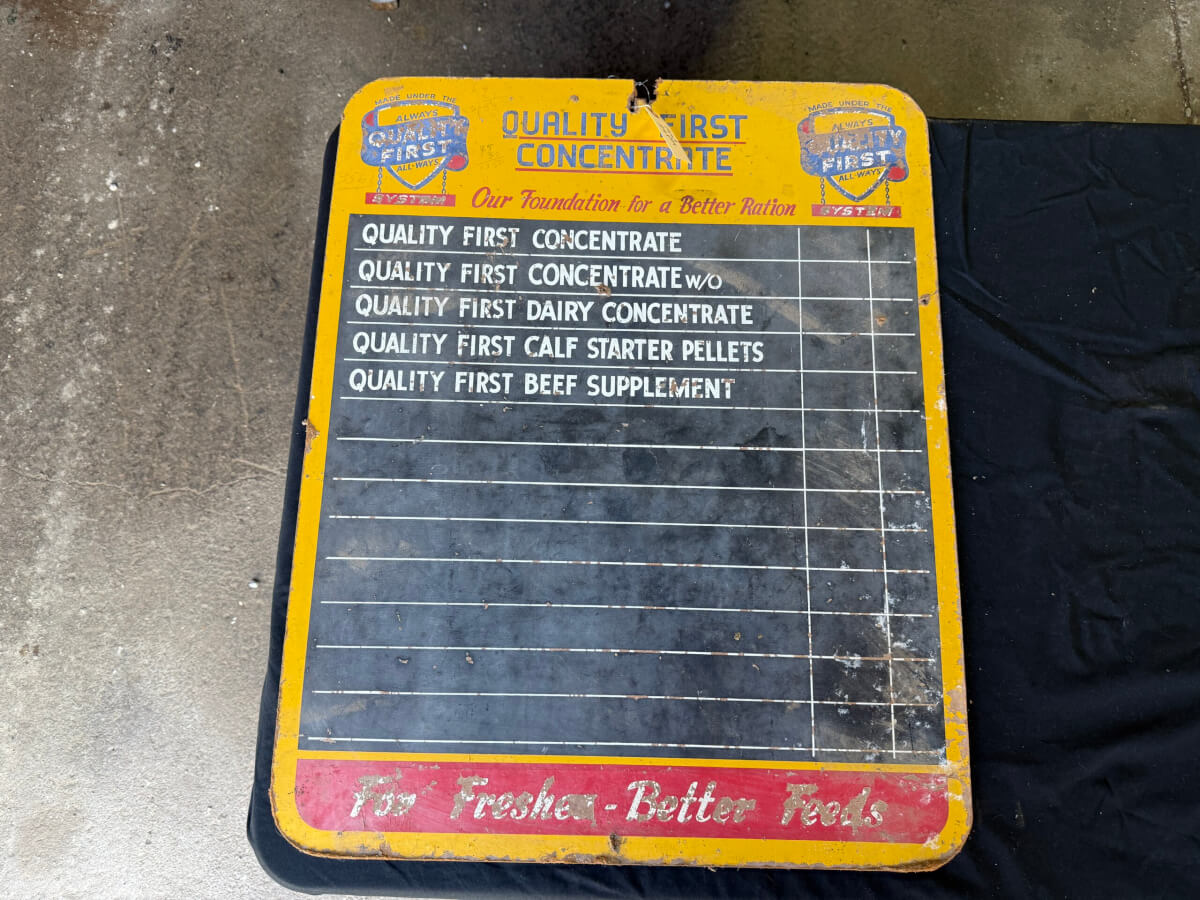 MADE UNDER THE
ALWAYS
QUALITY
FIRST
ALL-WAYS
SYSTEM
QUALITY FIRST
CONCENTRATE
Our Foundation for a Better Ration
MADE UNDER THE
ALWAYS
QUALITY
FIRST
ALL-WAYS
SYSTEM
QUALITY FIRST CONCENTRATE
QUALITY FIRST CONCENTRATE W/O
QUALITY FIRST DAIRY CONCENTRATE
QUALITY FIRST CALF STARTER PELLETS
QUALITY FIRST BEEF SUPPLEMENT
For Fresher - Better Feeds